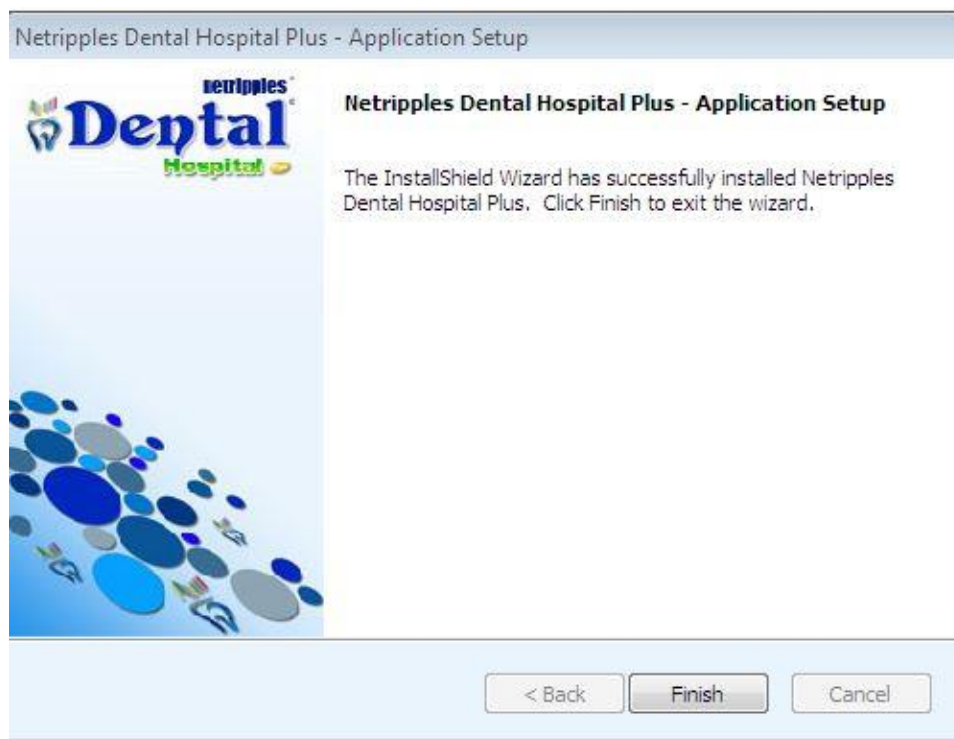 Netripples Dental Hospital Plus - Application Setup
netripples
Dental
Hospital
Netripples Dental Hospital Plus - Application Setup
The InstallShield Wizard has successfully installed Netripples
Dental Hospital Plus. Click Finish to exit the wizard.
< Back
Finish
Cancel